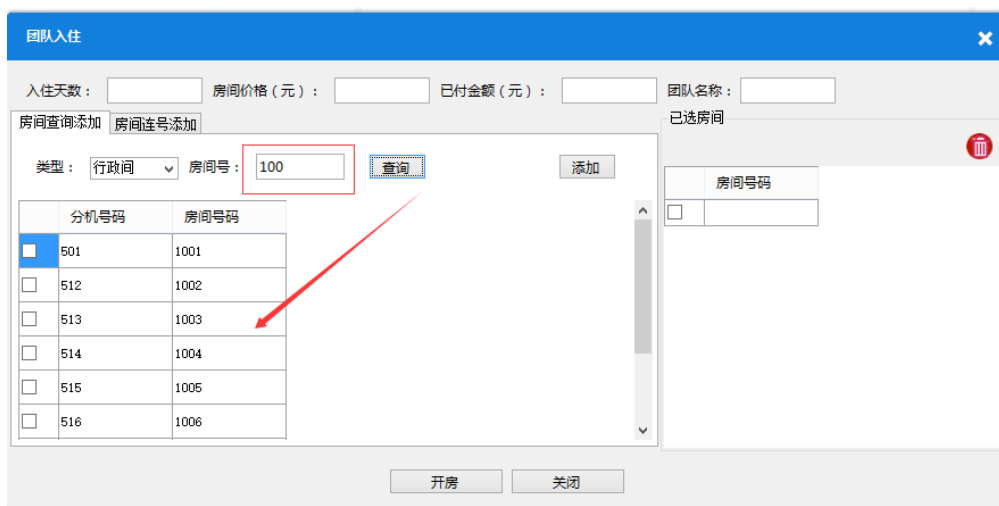 团队入住
入住天数： 房间价格（元）： 已付金额（元）： 团队名称：
房间查询添加 房间连号添加
已选房间
类型： 行政间 房间号： 100 查询 添加
房间号码
分机号码 房间号码
501 1001
512 1002
513 1003
514 1004
515 1005
516 1006
开房 关闭